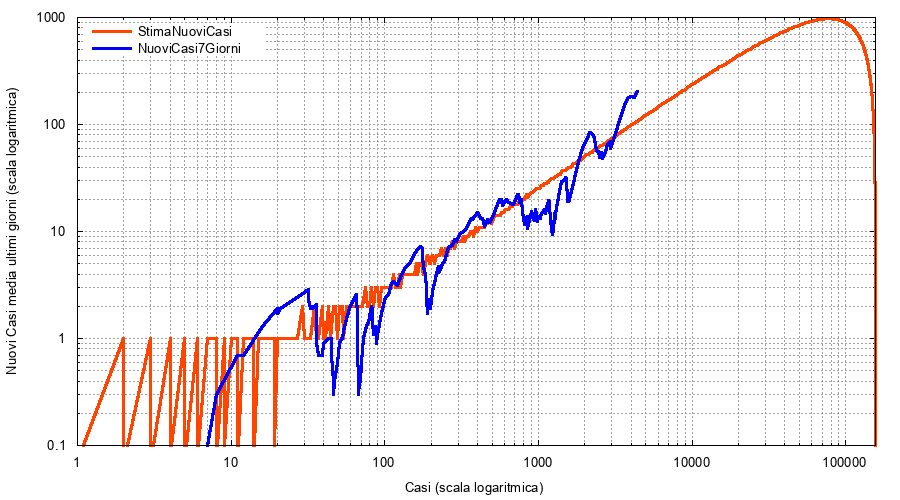 1000
100
10
1
0.1
StimaNuoviCasi
NuoviCasi7Giorni
Nuovi Casi media ultimi giorni (scala logaritmica)
1 10 100 1000 10000 100000
Casi (scala logaritmica)